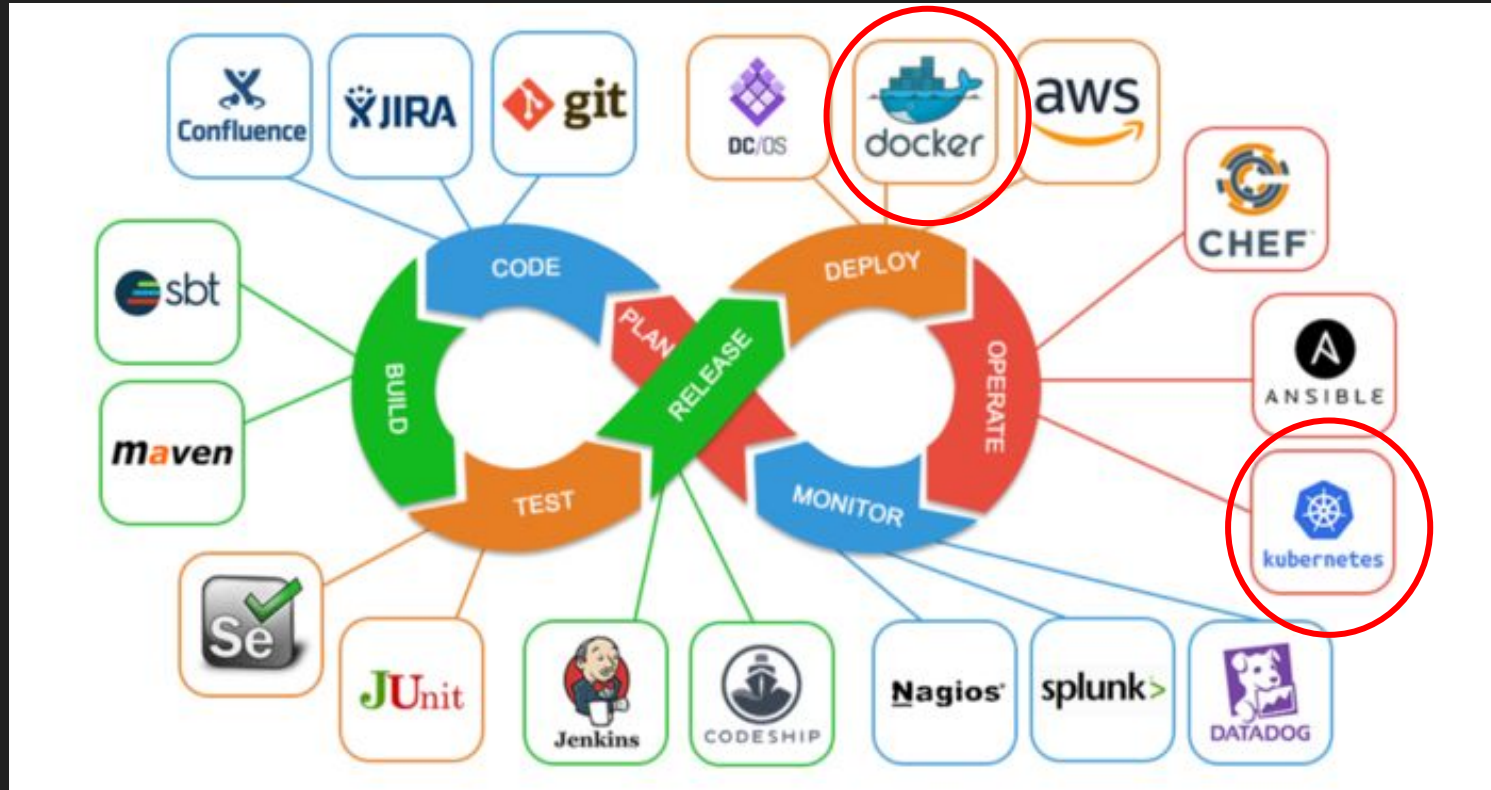 Confluence
JIRA
git
DC/OS
docker
aws
CHEF™
sbt
CODE
DEPLOY
ANSIBLE
maven
BUILD
PLAN
RELEASE
OPERATE
kubernetes
TEST
MONITOR
Se
JUnit
Jenkins
CODESHIP
Nagios®
splunk>
DATADOG